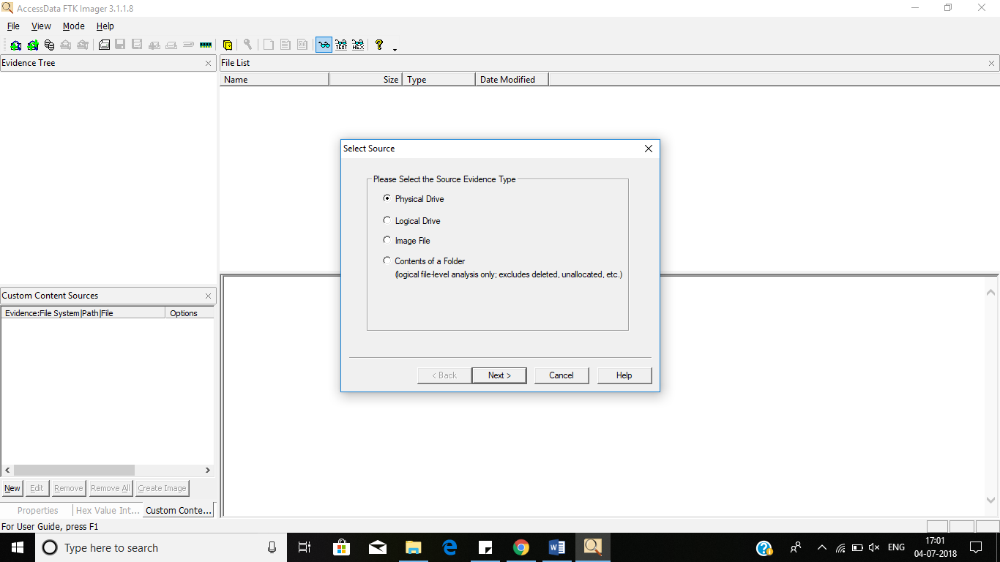 AccessData FTK Imager 3.1.1.8
File View Mode Help
TEXT HEX ?
Evidence Tree
File List
Name Size Type Date Modified
Select Source
Please Select the Source Evidence Type
Physical Drive
Logical Drive
Image File
Contents of a Folder
(logical file-level analysis only; excludes deleted, unallocated, etc.)
< Back Next > Cancel Help
Custom Content Sources
Evidence:File System|Path|File Options
New Edit Remove Remove All Create Image
Properties Hex Value Int... Custom Conte...
For User Guide, press F1
Type here to search
ENG
17:01
04-07-2018